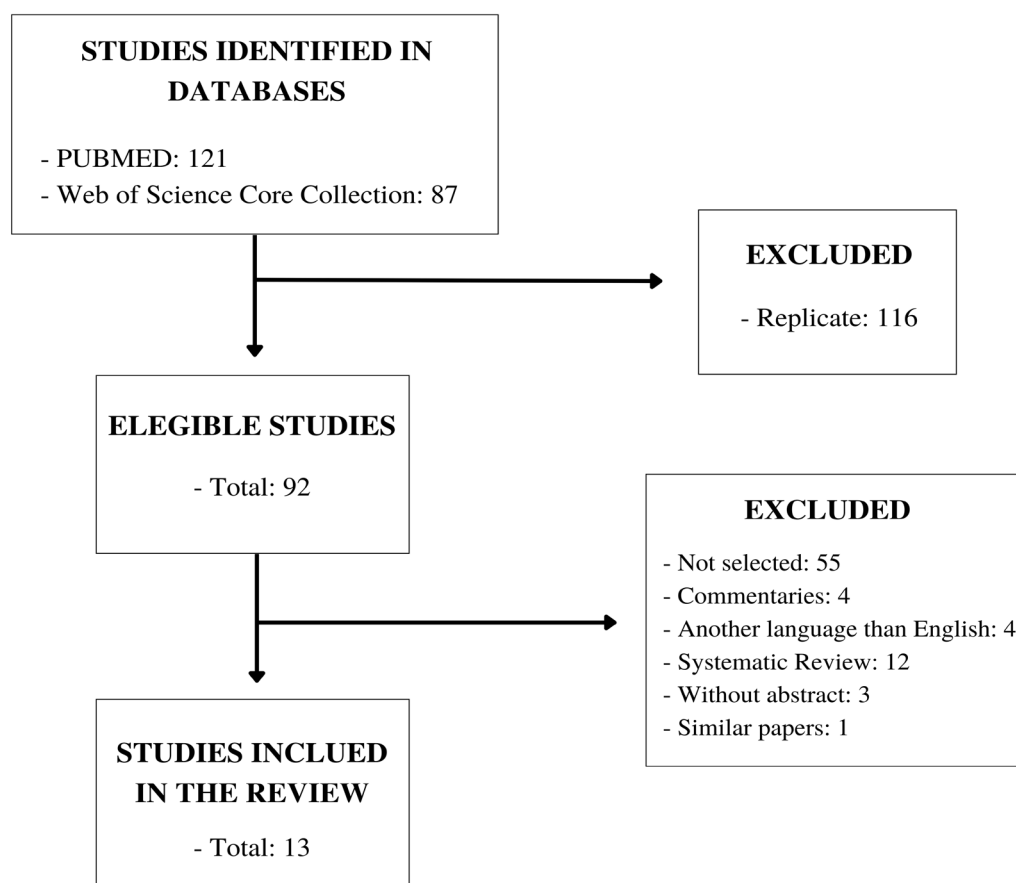 STUDIES IDENTIFIED IN
DATABASES
- PUBMED: 121
- Web of Science Core Collection: 87
EXCLUDED
- Replicate: 116
ELEGIBLE STUDIES
- Total: 92
EXCLUDED
- Not selected: 55
- Commentaries: 4
- Another language than English: 4
- Systematic Review: 12
- Without abstract: 3
- Similar papers: 1
STUDIES INCLUED
IN THE REVIEW
- Total: 13